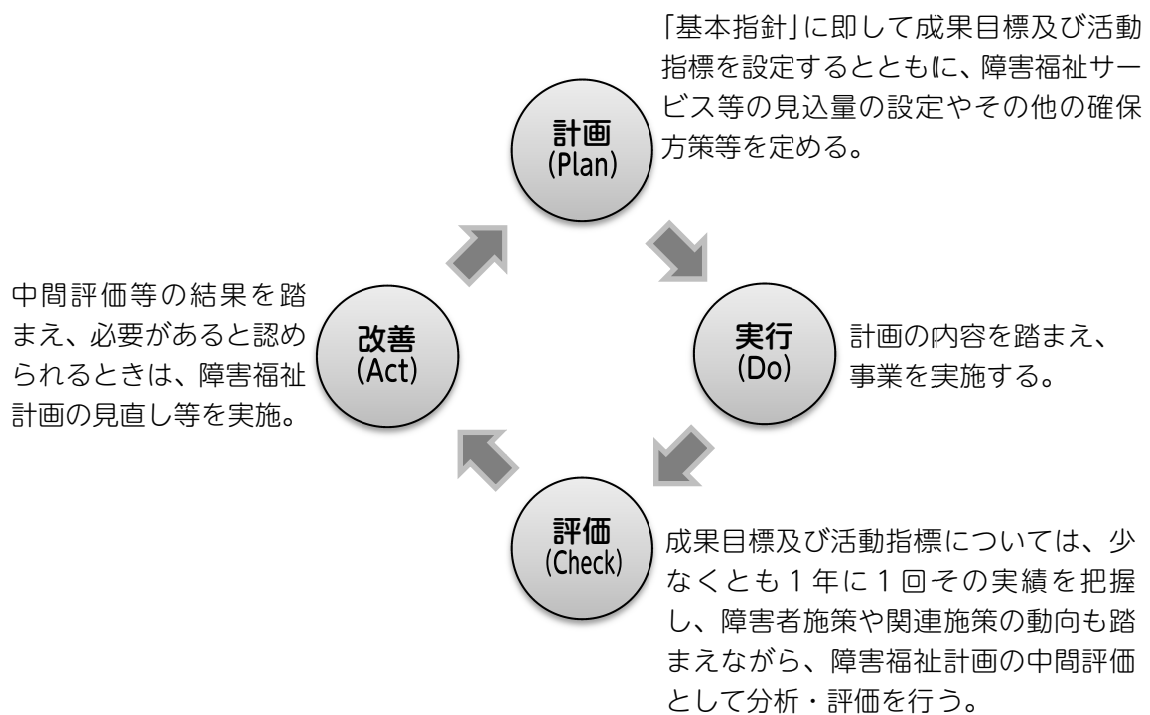 「基本指針」に即して成果目標及び活動
指標を設定するとともに、障害福祉サー
ビス等の見込量の設定やその他の確保
方策等を定める。
計画
(Plan)
中間評価等の結果を踏
まえ、必要があると認め
られるときは、障害福祉
計画の見直し等を実施。
改善
(Act)
実行
(Do)
計画の内容を踏まえ、
事業を実施する。
評価
(Check)
成果目標及び活動指標については、少
なくとも1年に1回その実績を把握
し、障害者施策や関連施策の動向も踏
まえながら、障害福祉計画の中間評価
として分析・評価を行う。